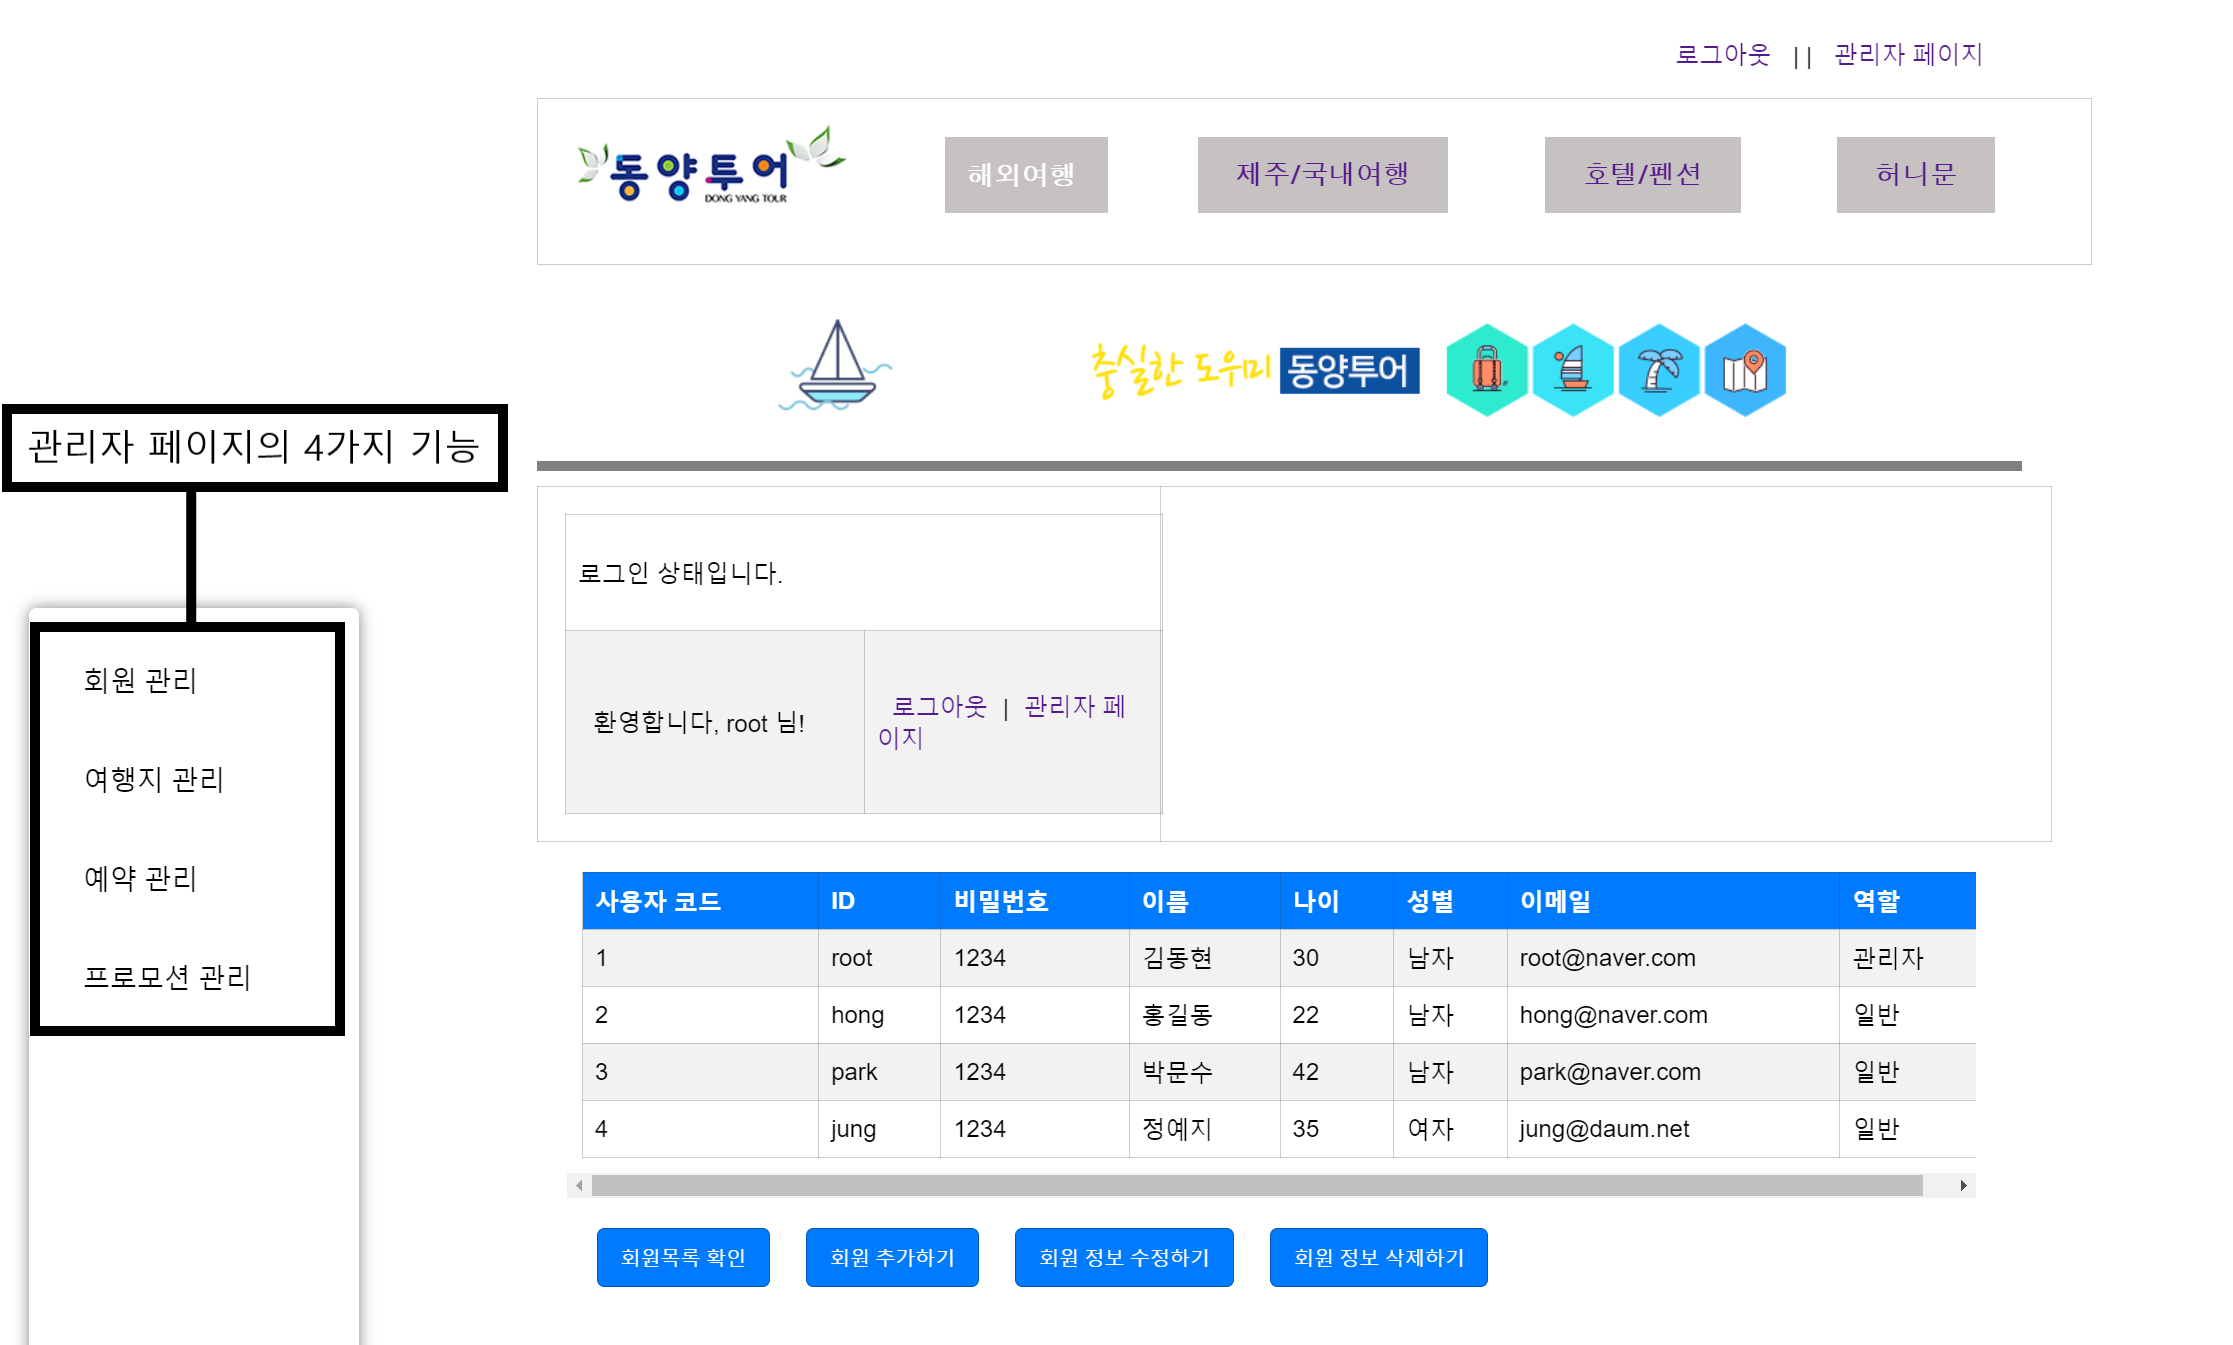 로그아웃 || 관리자 페이지
동양투어
DONG YANG TOUR
해외여행 제주/국내여행 호텔/펜션 허니문
충실한 도우미 동양투어
관리자 페이지의 4가지 기능
회원 관리
여행지 관리
예약 관리
프로모션 관리
로그인 상태입니다.
환영합니다, root 님!
로그아웃 | 관리자 페
이지
사용자 코드 ID 비밀번호 이름 나이 성별 이메일 역할
1 root 1234 김동현 30 남자 root@naver.com 관리자
2 hong 1234 홍길동 22 남자 hong@naver.com 일반
3 park 1234 박문수 42 남자 park@naver.com 일반
4 jung 1234 정예지 35 여자 jung@daum.net 일반
회원목록 확인 회원 추가하기 회원 정보 수정하기 회원 정보 삭제하기